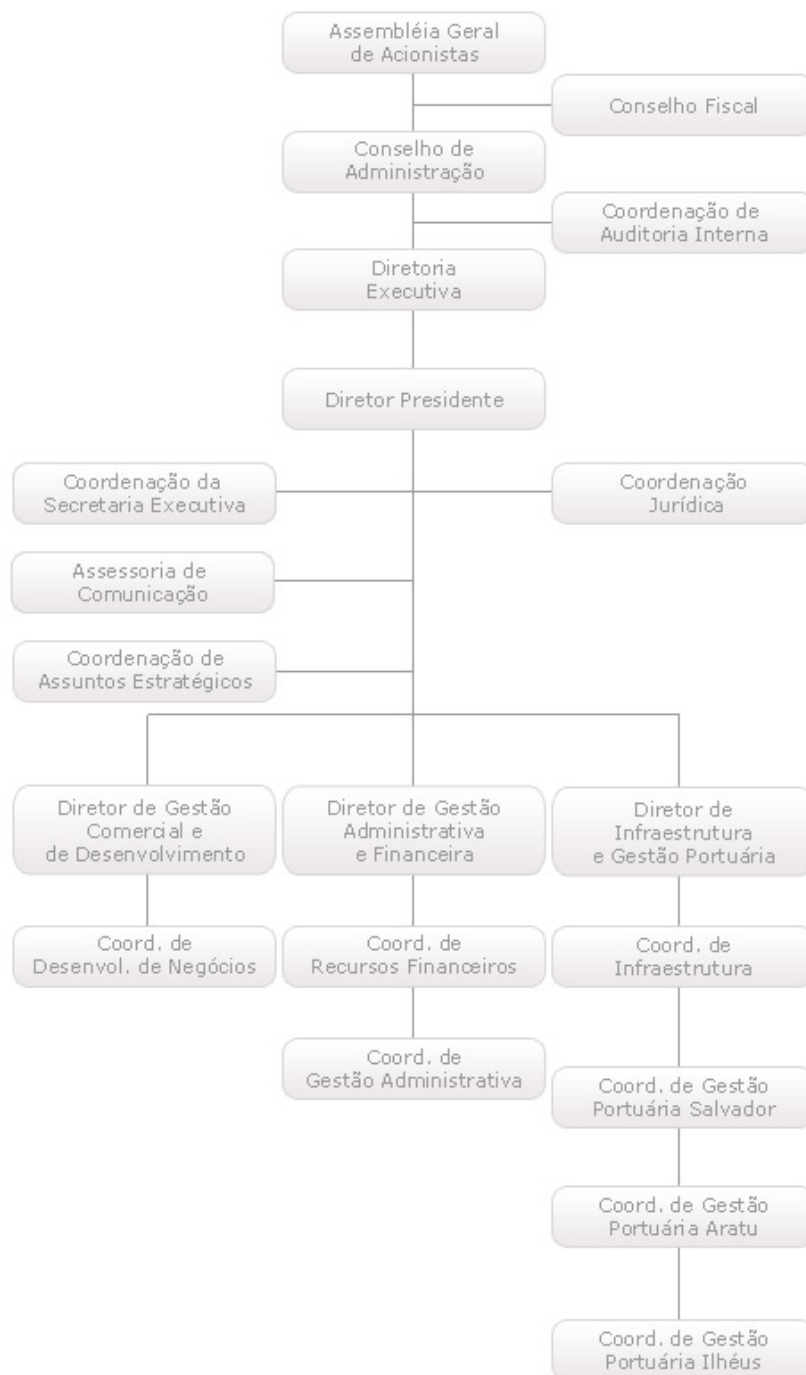 Assembléia Geral
de Acionistas
Conselho Fiscal
Conselho de
Administração
Coordenação de
Auditoria Interna
Diretoria
Executiva
Diretor Presidente
Coordenação da
Secretaria Executiva
Coordenação
Jurídica
Assessoria de
Comunicação
Coordenação de
Assuntos Estratégicos
Diretor de Gestão
Comercial e
de Desenvolvimento
Diretor de Gestão
Administrativa
e Financeira
Diretor de
Infraestrutura
e Gestão Portuária
Coord. de
Desenvol. de Negócios
Coord. de
Recursos Financeiros
Coord. de
Infraestrutura
Coord. de
Gestão Administrativa
Coord. de Gestão
Portuária Salvador
Coord. de Gestão
Portuária Aratu
Coord. de Gestão
Portuária Ilhéus